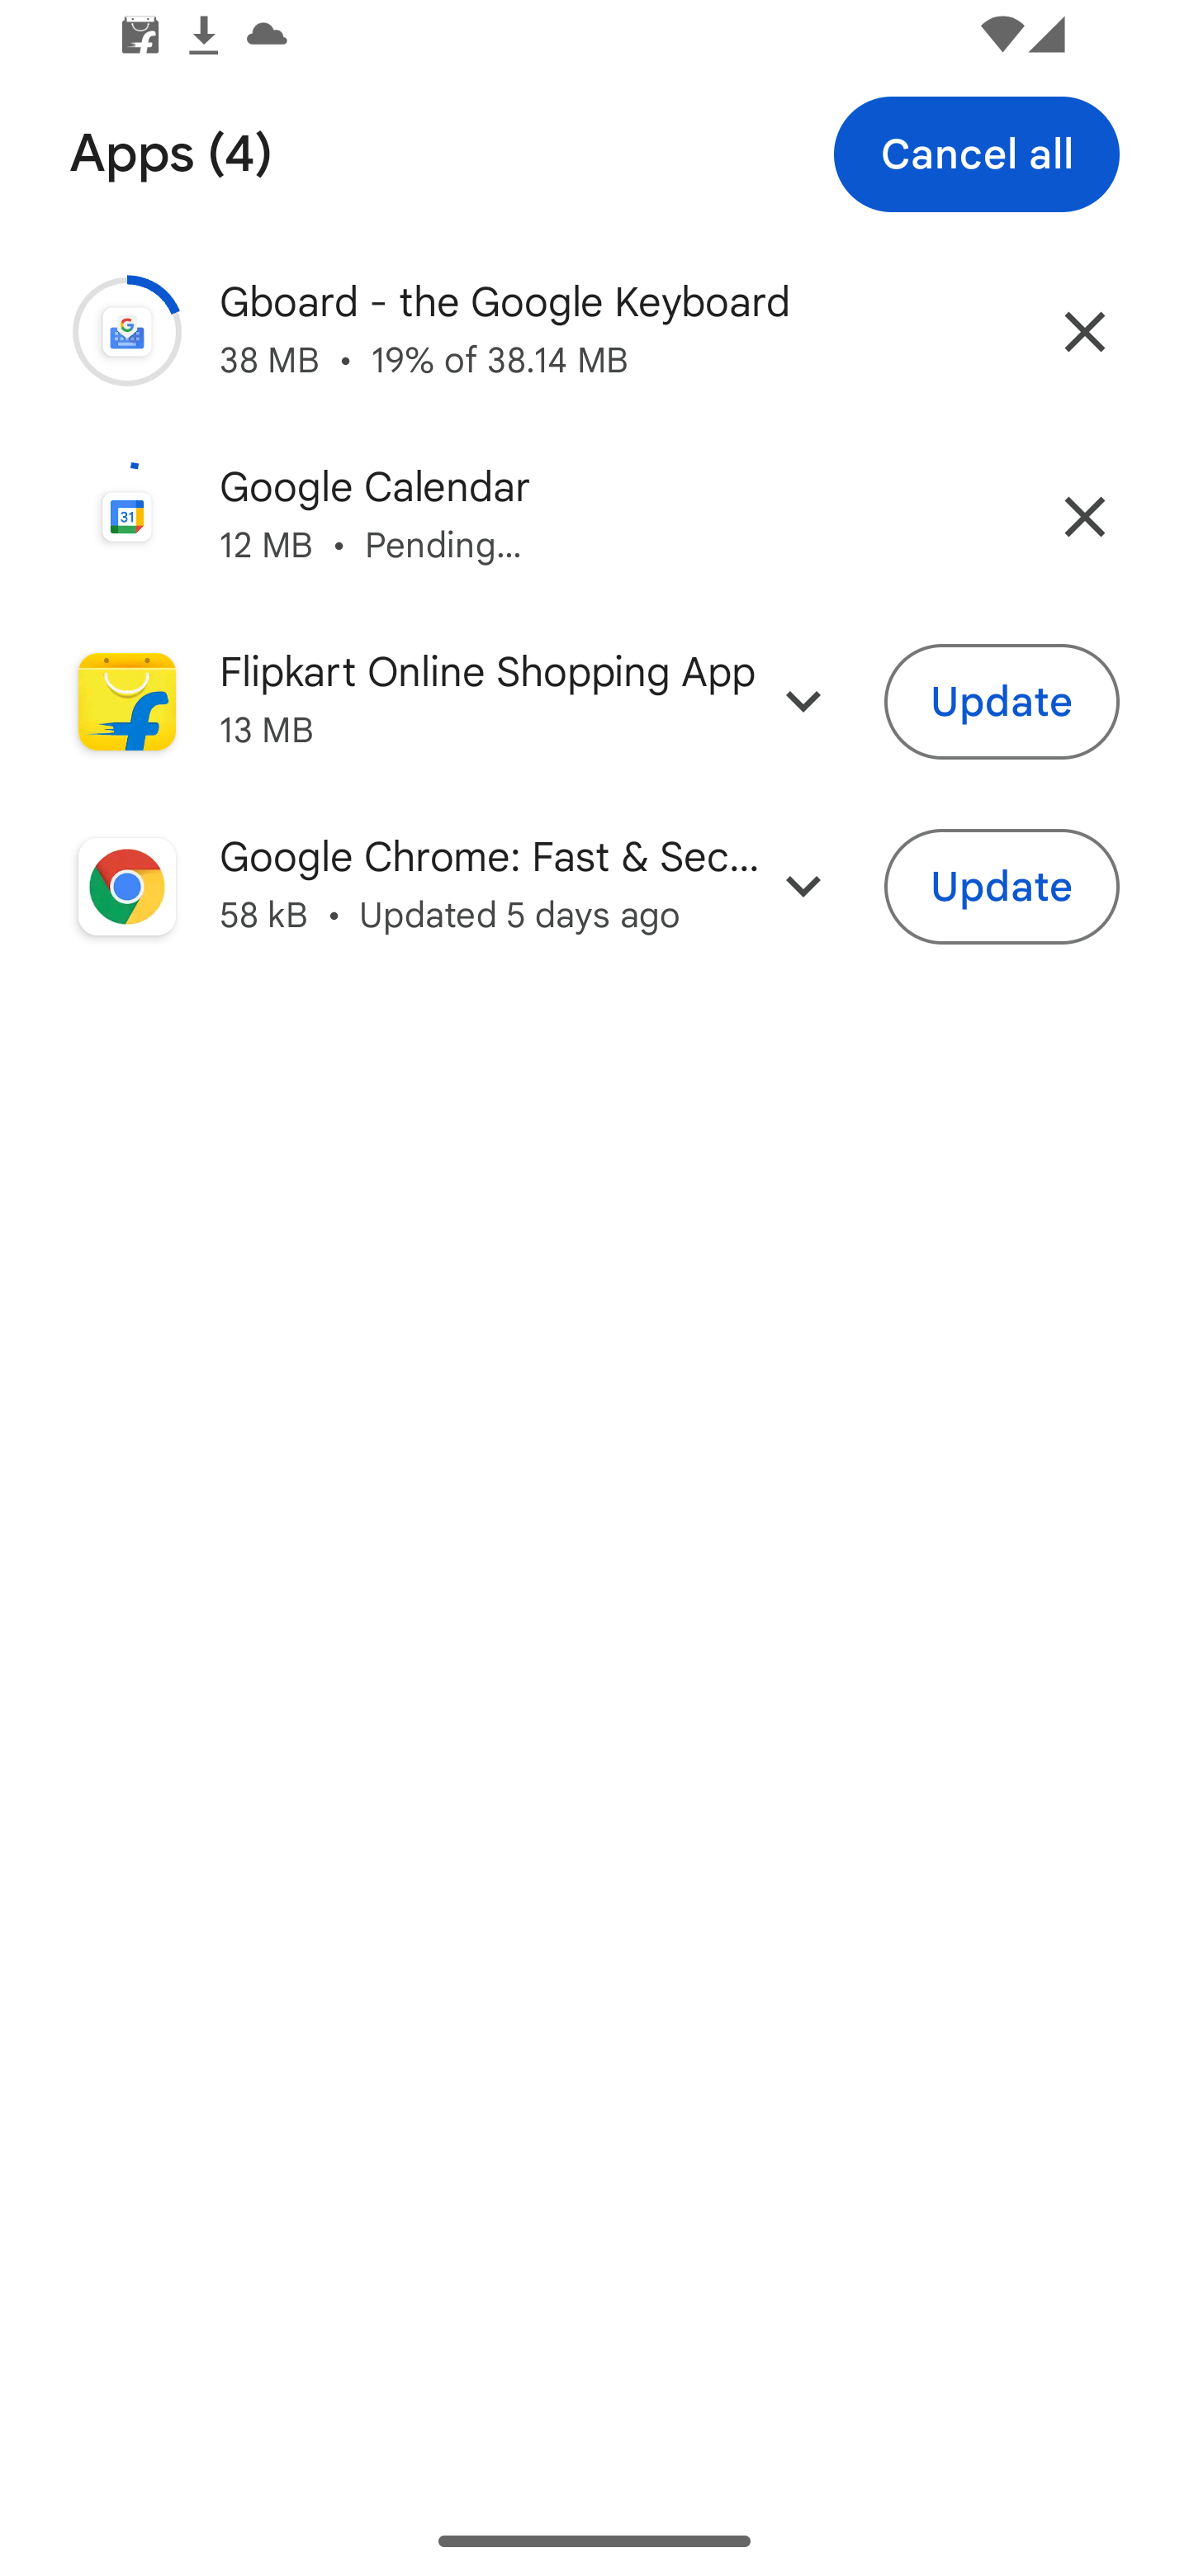 Apps (4)
Cancel all
Gboard - the Google Keyboard
38 MB • 19% of 38.14 MB
Google Calendar
12 MB • Pending...
31
Flipkart Online Shopping App
13 MB
Update
Google Chrome: Fast & Sec...
58 kB • Updated 5 days ago
Update